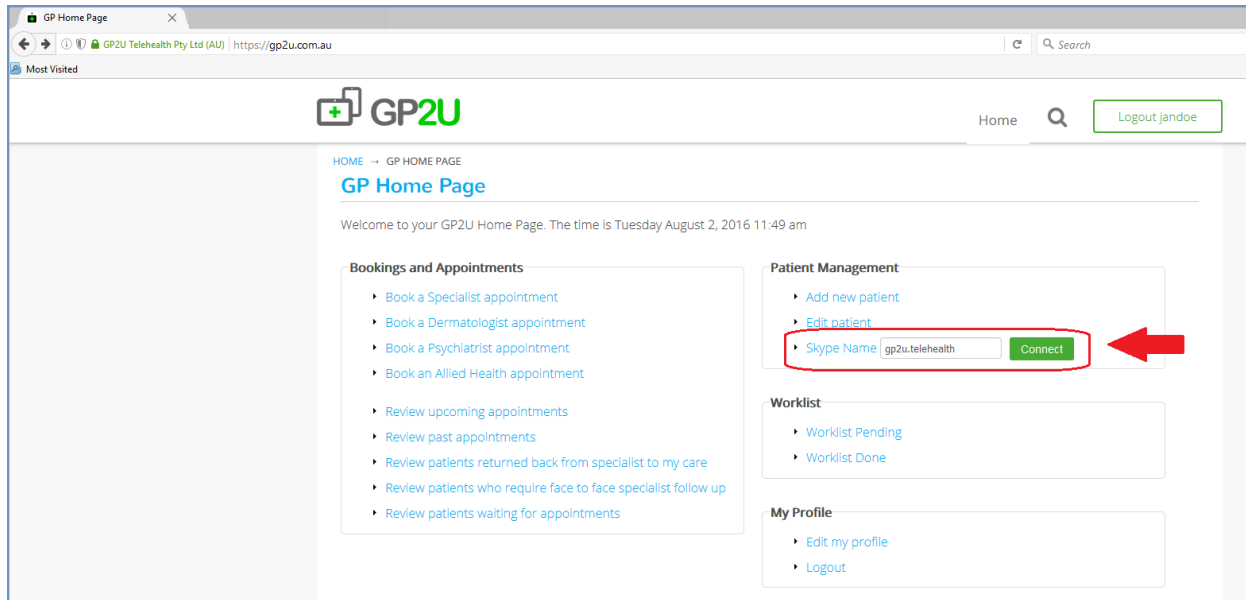 GP Home Page
GP2U Telehealth Pty Ltd (AU) https://gp2u.com.au
Search
Most Visited
GP2U
Home
Logout jandoe
HOME → GP HOME PAGE
GP Home Page
Welcome to your GP2U Home Page. The time is Tuesday August 2, 2016 11:49 am
Bookings and Appointments
Book a Specialist appointment
Book a Dermatologist appointment
Book a Psychiatrist appointment
Book an Allied Health appointment
Review upcoming appointments
Review past appointments
Review patients returned back from specialist to my care
Review patients who require face to face specialist follow up
Review patients waiting for appointments
Patient Management
Add new patient
Edit patient
Skype Name gp2u.telehealth Connect
Worklist
Worklist Pending
Worklist Done
My Profile
Edit my profile
Logout